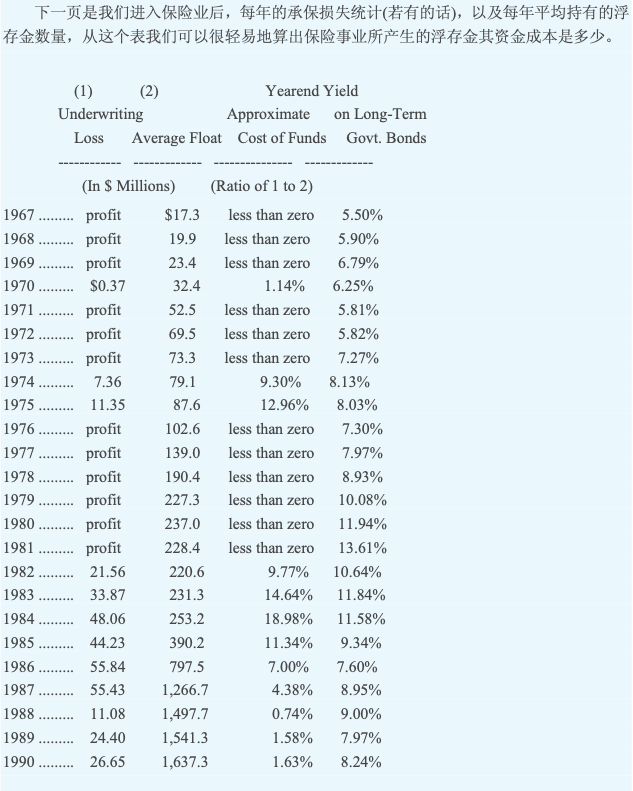 下一页是我们进入保险业后，每年的承保损失统计(若有的话)，以及每年平均持有的浮
存金数量，从这个表我们可以很轻易地算出保险事业所产生的浮存金其资金成本是多少。
(1) (2) Yearend Yield
Underwriting Approximate on Long-Term
Loss Average Float Cost of Funds Govt. Bonds
------------ ------------- --------------- -------------
(In $ Millions) (Ratio of 1 to 2)
1967 ......... profit $17.3 less than zero 5.50%
1968 ......... profit 19.9 less than zero 5.90%
1969 ......... profit 23.4 less than zero 6.79%
1970 ......... $0.37 32.4 1.14% 6.25%
1971 ......... profit 52.5 less than zero 5.81%
1972 ......... profit 69.5 less than zero 5.82%
1973 ......... profit 73.3 less than zero 7.27%
1974 ......... 7.36 79.1 9.30% 8.13%
1975 ......... 11.35 87.6 12.96% 8.03%
1976 ......... profit 102.6 less than zero 7.30%
1977 ......... profit 139.0 less than zero 7.97%
1978 ......... profit 190.4 less than zero 8.93%
1979 ......... profit 227.3 less than zero 10.08%
1980 ......... profit 237.0 less than zero 11.94%
1981 ......... profit 228.4 less than zero 13.61%
1982 ......... 21.56 220.6 9.77% 10.64%
1983 ......... 33.87 231.3 14.64% 11.84%
1984 ......... 48.06 253.2 18.98% 11.58%
1985 ......... 44.23 390.2 11.34% 9.34%
1986 ......... 55.84 797.5 7.00% 7.60%
1987 ......... 55.43 1,266.7 4.38% 8.95%
1988 ......... 11.08 1,497.7 0.74% 9.00%
1989 ......... 24.40 1,541.3 1.58% 7.97%
1990 ......... 26.65 1,637.3 1.63% 8.24%